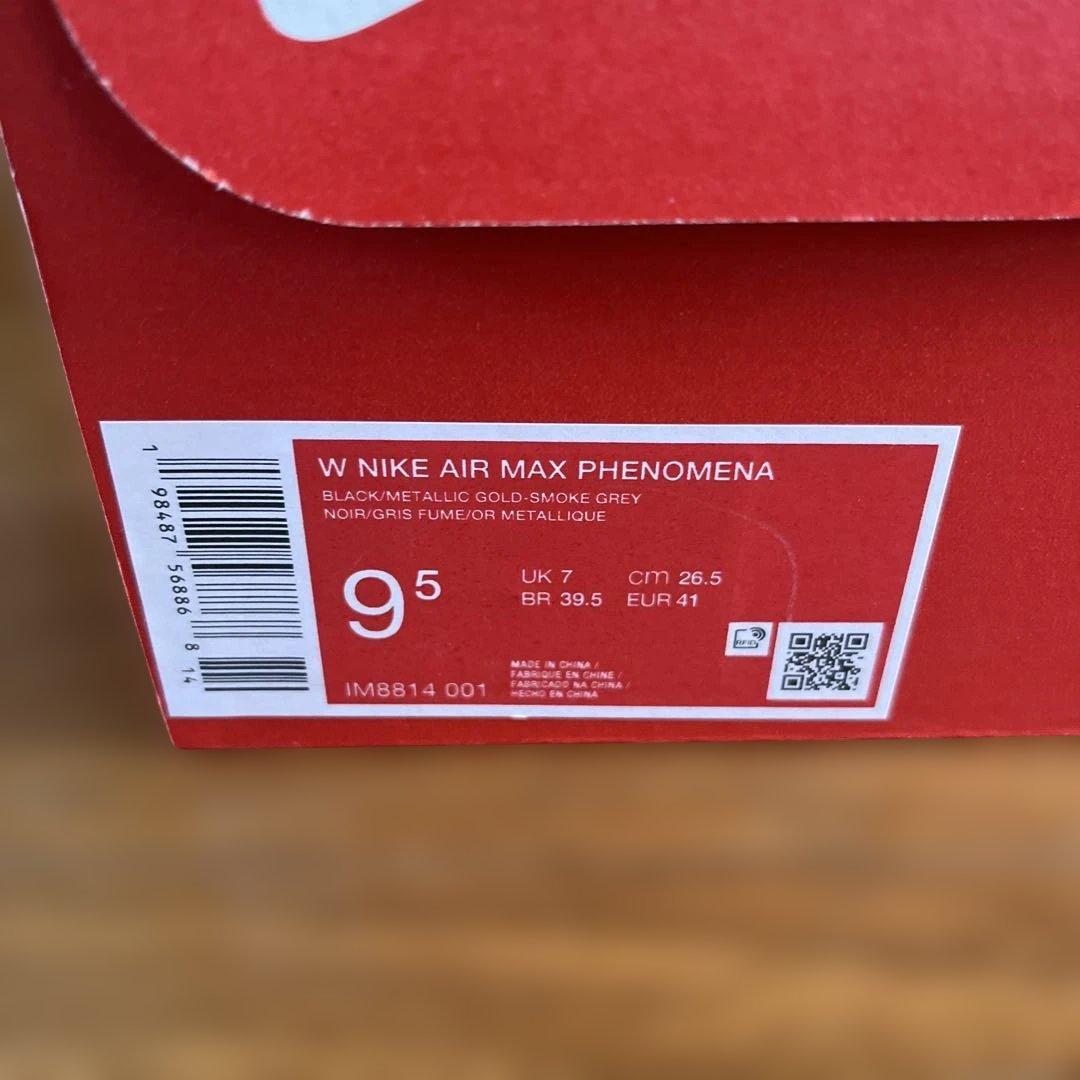 W NIKE AIR MAX PHENOMENA
BLACK/METALLIC GOLD-SMOKE GREY
NOIR/GRIS FUME/OR METALLIQUE
9⁵
UK 7 cm 26.5
BR 39.5 EUR 41
IM8814 001
MADE IN CHINA /
FABRIQUE EN CHINE /
FABRICADO NA CHINA /
HECHO EN CHINA
RFID
1 98487 56886 8 14